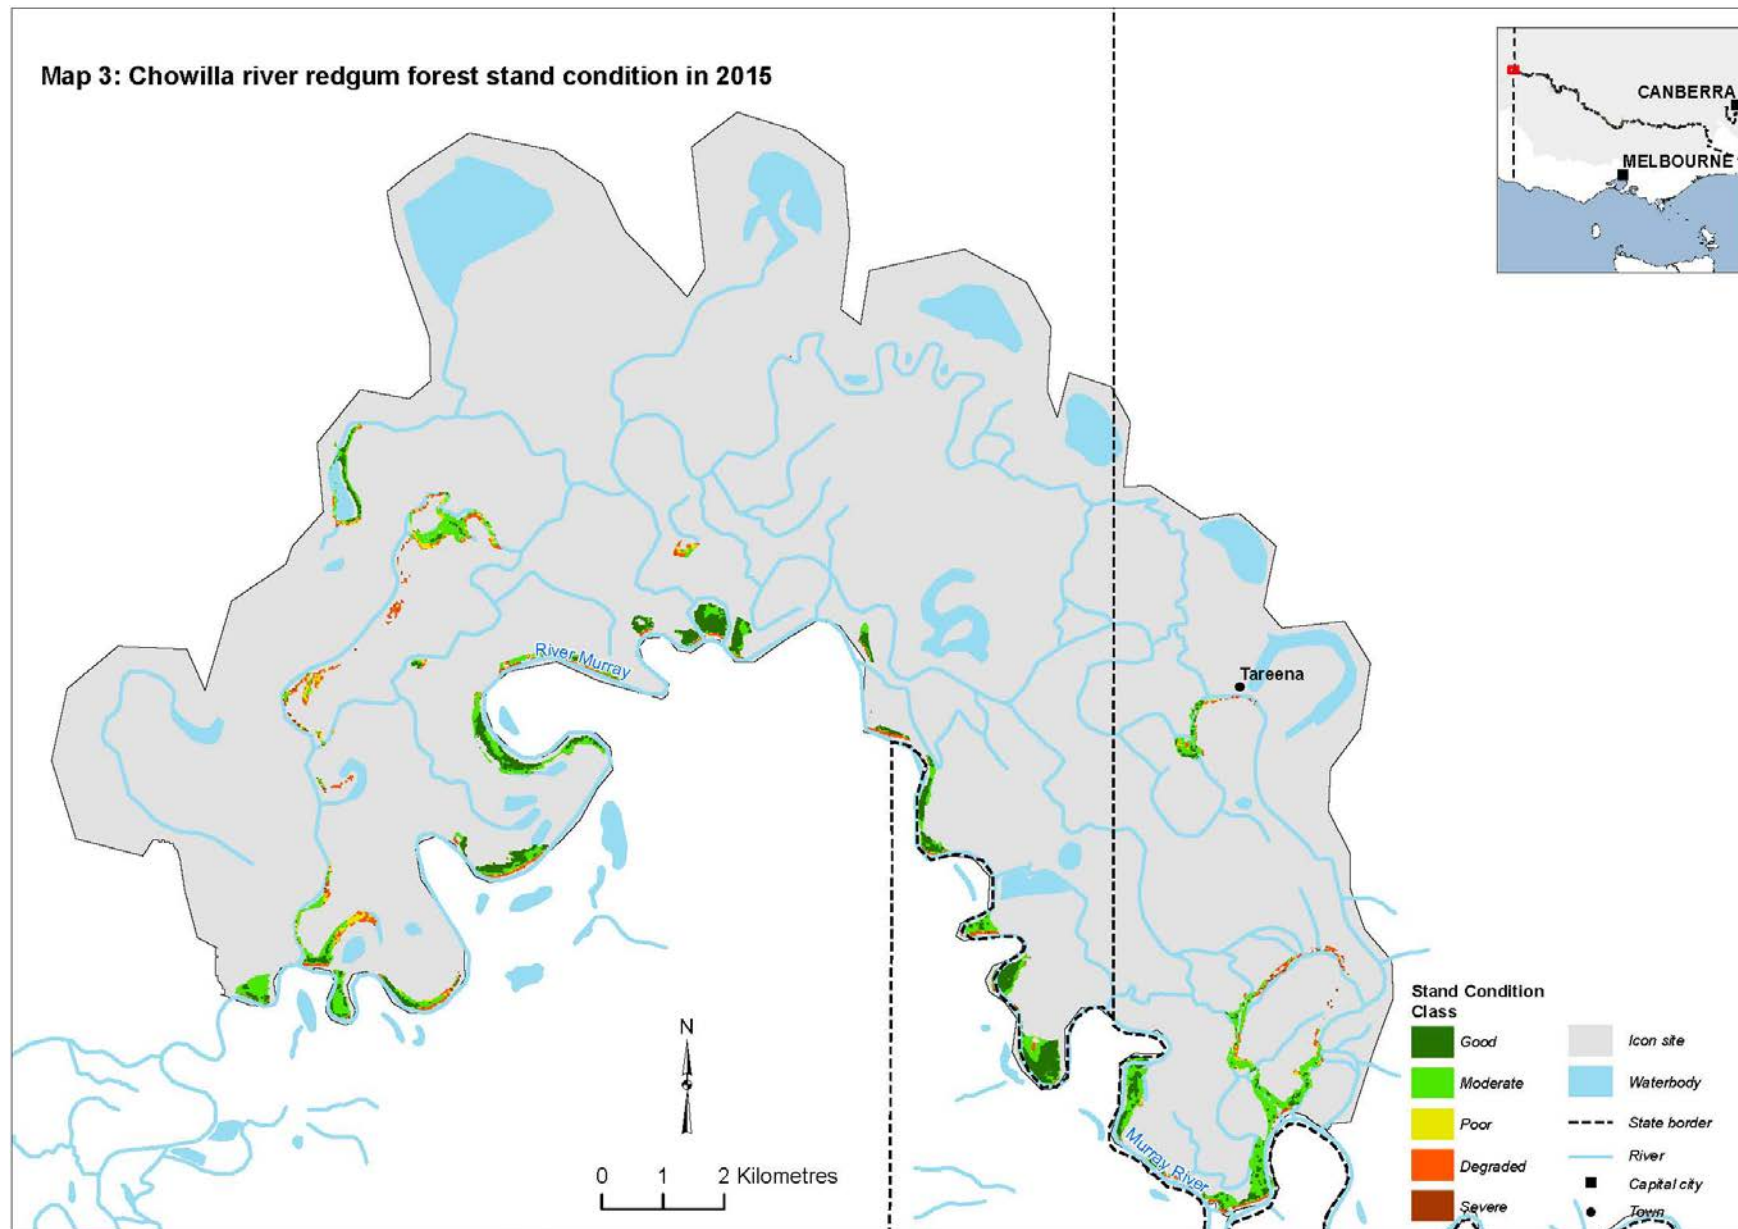 Map 3: Chowilla river redgum forest stand condition in 2015
CANBERRA
MELBOURNE
River Murray
Tareena
Murray River
N
0 1 2 Kilometres
Stand Condition
Class
Good
Moderate
Poor
Degraded
Severe
Icon site
Waterbody
State border
River
Capital city
Town